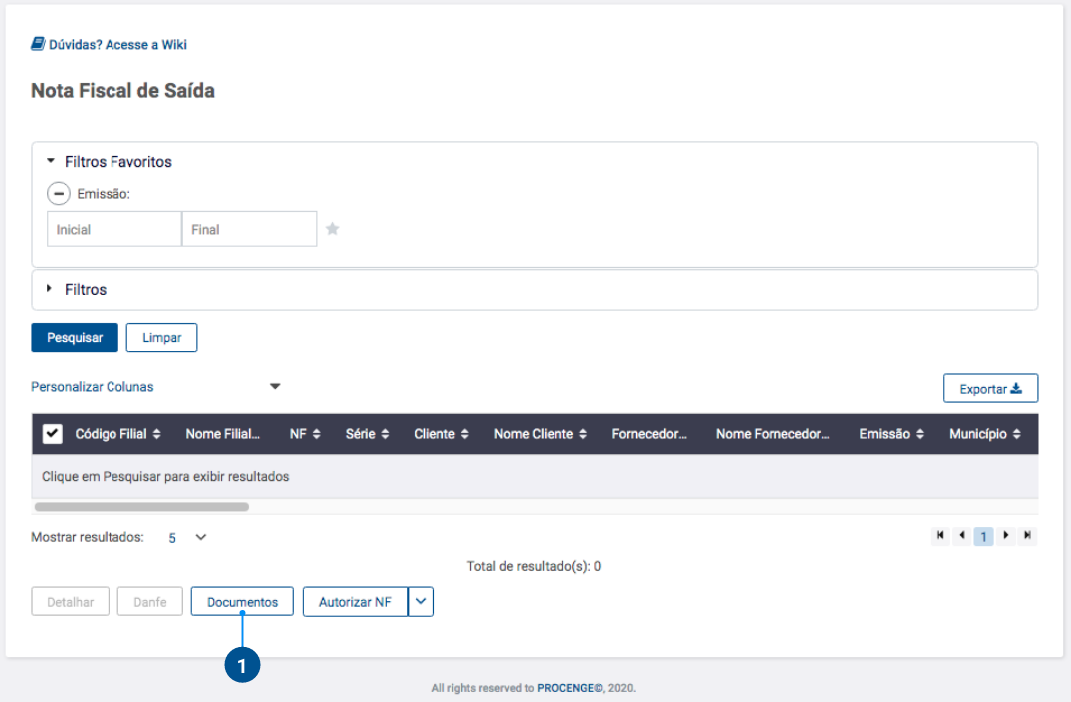 Dúvidas? Acesse a Wiki
Nota Fiscal de Saída
Filtros Favoritos
Emissão:
Inicial Final
Filtros
Pesquisar Limpar
Personalizar Colunas Exportar
Código Filial Nome Filial... NF Série Cliente Nome Cliente Fornecedor... Nome Fornecedor... Emissão Município
Clique em Pesquisar para exibir resultados
Mostrar resultados: 5 1
Total de resultado(s): 0
Detalhar Danfe Documentos Autorizar NF
1
All rights reserved to PROCENGE©, 2020.